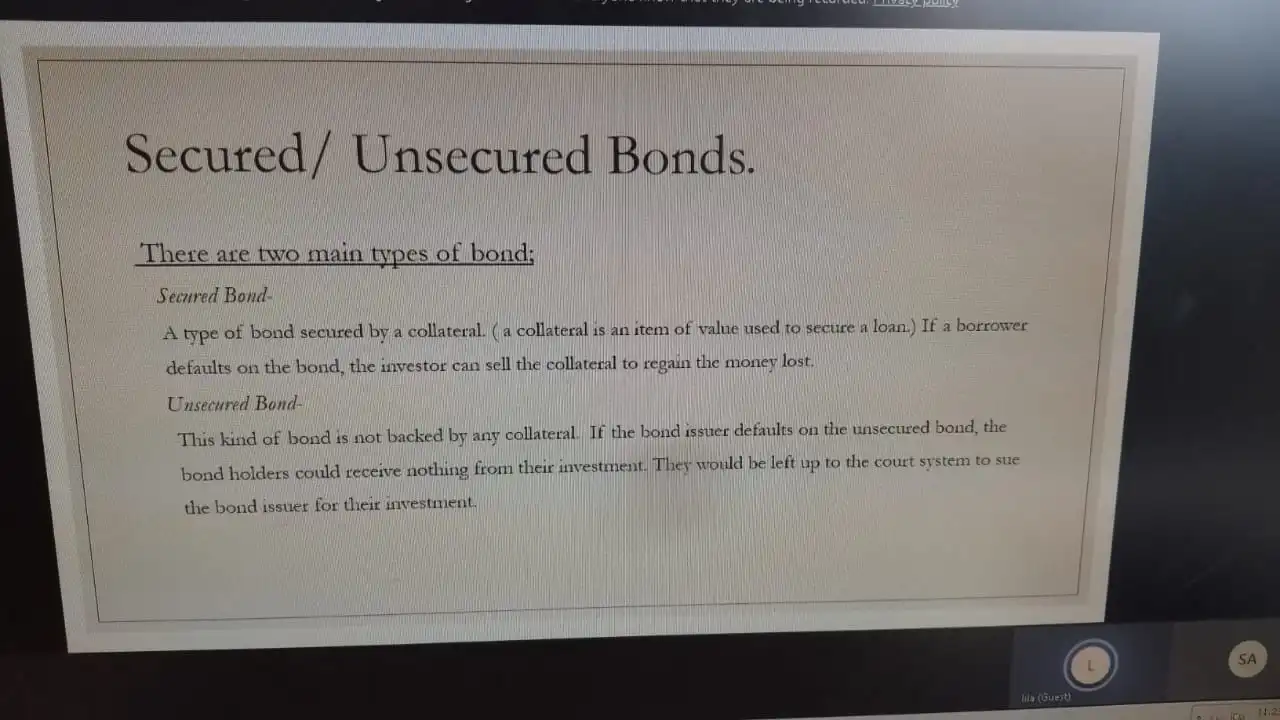 they are being recorded. Privacy policy
Secured/ Unsecured Bonds.
There are two main types of bond;
Secured Bond-
A type of bond secured by a collateral. ( a collateral is an item of value used to secure a loan.) If a borrower
defaults on the bond, the investor can sell the collateral to regain the money lost.
Unsecured Bond-
This kind of bond is not backed by any collateral. If the bond issuer defaults on the unsecured bond, the
bond holders could receive nothing from their investment. They would be left up to the court system to sue
the bond issuer for their investment.
L
SA
(Guest)